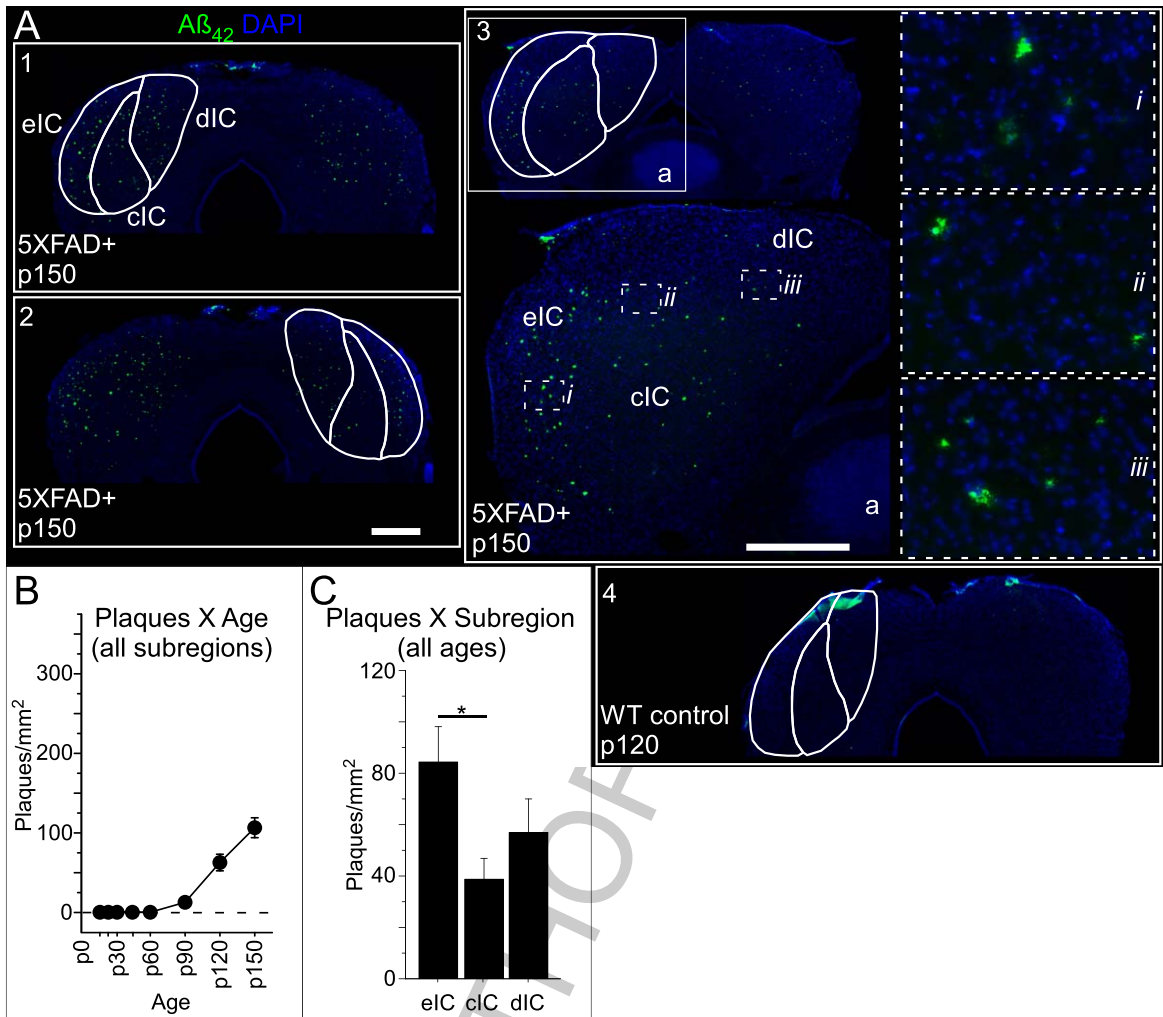 A
Aß42 DAPI
1
eIC
dIC
cIC
5XFAD+
p150
2
5XFAD+
p150
3
a
dIC
ii
iii
eIC
i
cIC
a
5XFAD+
p150
i
ii
iii
4
WT control
p120
B
Plaques X Age
(all subregions)
Plaques/mm2
300
200
100
0
p0
p30
p60
p90
p120
p150
Age
C
Plaques X Subregion
(all ages)
Plaques/mm2
120
80
40
0
*
eIC
cIC
dIC